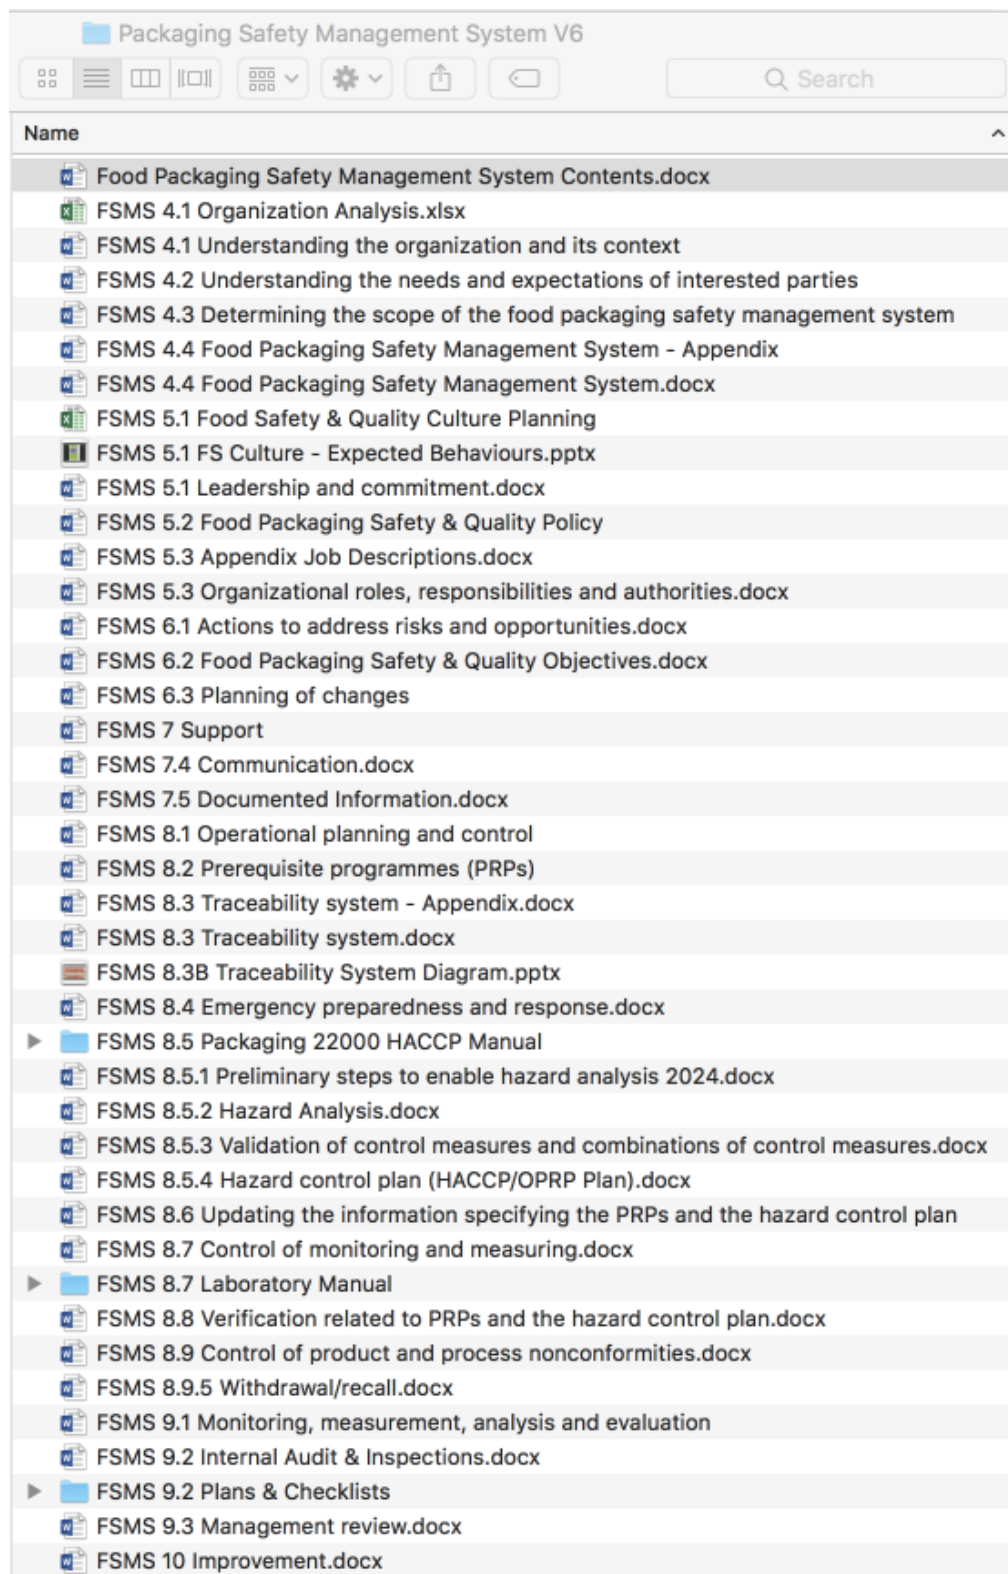 Packaging Safety Management System V6
Search
Name
Food Packaging Safety Management System Contents.docx
FSMS 4.1 Organization Analysis.xlsx
FSMS 4.1 Understanding the organization and its context
FSMS 4.2 Understanding the needs and expectations of interested parties
FSMS 4.3 Determining the scope of the food packaging safety management system
FSMS 4.4 Food Packaging Safety Management System - Appendix
FSMS 4.4 Food Packaging Safety Management System.docx
FSMS 5.1 Food Safety & Quality Culture Planning
FSMS 5.1 FS Culture - Expected Behaviours.pptx
FSMS 5.1 Leadership and commitment.docx
FSMS 5.2 Food Packaging Safety & Quality Policy
FSMS 5.3 Appendix Job Descriptions.docx
FSMS 5.3 Organizational roles, responsibilities and authorities.docx
FSMS 6.1 Actions to address risks and opportunities.docx
FSMS 6.2 Food Packaging Safety & Quality Objectives.docx
FSMS 6.3 Planning of changes
FSMS 7 Support
FSMS 7.4 Communication.docx
FSMS 7.5 Documented Information.docx
FSMS 8.1 Operational planning and control
FSMS 8.2 Prerequisite programmes (PRPs)
FSMS 8.3 Traceability system - Appendix.docx
FSMS 8.3 Traceability system.docx
FSMS 8.3B Traceability System Diagram.pptx
FSMS 8.4 Emergency preparedness and response.docx
FSMS 8.5 Packaging 22000 HACCP Manual
FSMS 8.5.1 Preliminary steps to enable hazard analysis 2024.docx
FSMS 8.5.2 Hazard Analysis.docx
FSMS 8.5.3 Validation of control measures and combinations of control measures.docx
FSMS 8.5.4 Hazard control plan (HACCP/OPRP Plan).docx
FSMS 8.6 Updating the information specifying the PRPs and the hazard control plan
FSMS 8.7 Control of monitoring and measuring.docx
FSMS 8.7 Laboratory Manual
FSMS 8.8 Verification related to PRPs and the hazard control plan.docx
FSMS 8.9 Control of product and process nonconformities.docx
FSMS 8.9.5 Withdrawal/recall.docx
FSMS 9.1 Monitoring, measurement, analysis and evaluation
FSMS 9.2 Internal Audit & Inspections.docx
FSMS 9.2 Plans & Checklists
FSMS 9.3 Management review.docx
FSMS 10 Improvement.docx